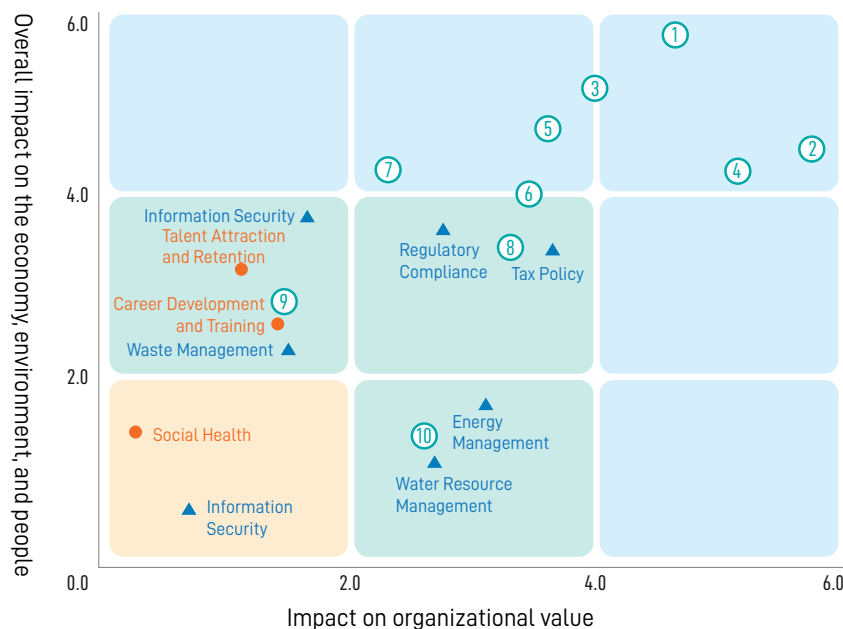 Overall impact on the economy, environment, and people
6.0
4.0
2.0
0.0
2.0
4.0
6.0
Impact on organizational value
1
3
5
2
7
4
6
Information Security
Talent Attraction
and Retention
8
Regulatory
Compliance
Tax Policy
9
Career Development
and Training
Waste Management
Social Health
Information
Security
10
Energy
Management
Water Resource
Management